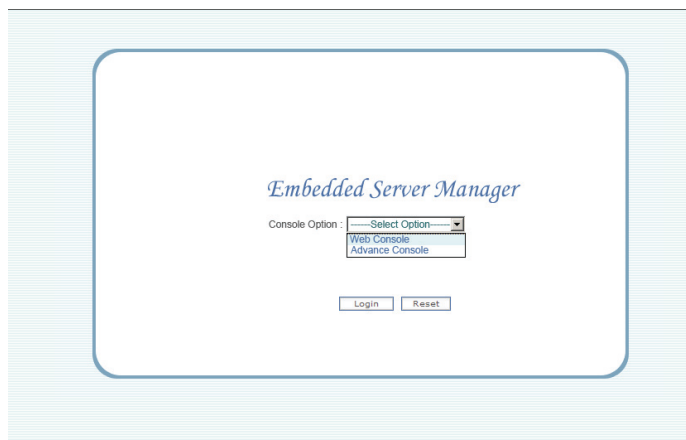 Embedded Server Manager
Console Option : ------Select Option------
Web Console
Advance Console
Login Reset